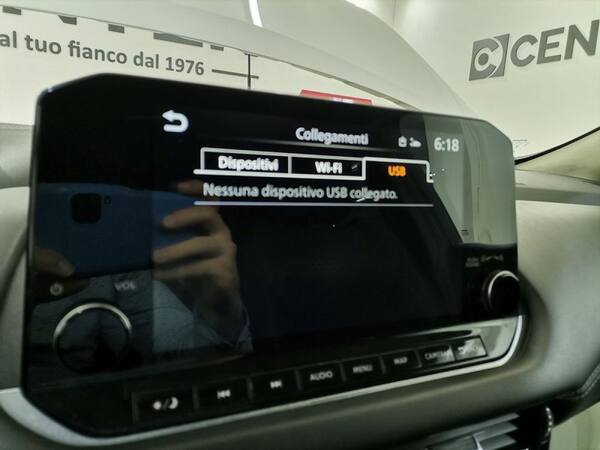 al tuo fianco dal 1976
CEN
Collegamenti
6:18
Dispositivi
Wi-Fi
USB
Nessuna dispositivo USB collegato.
VOL
AUDIO
MENU
MAP
CAMERA